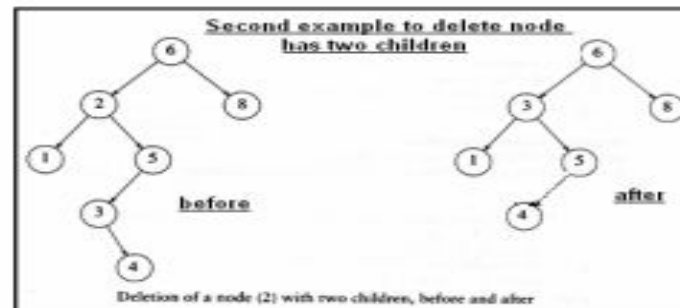 Second example to delete node
has two children
6
6
2
8
3
8
1
5
1
5
3
before
4
after
4
Deletion of a node (2) with two children, before and after